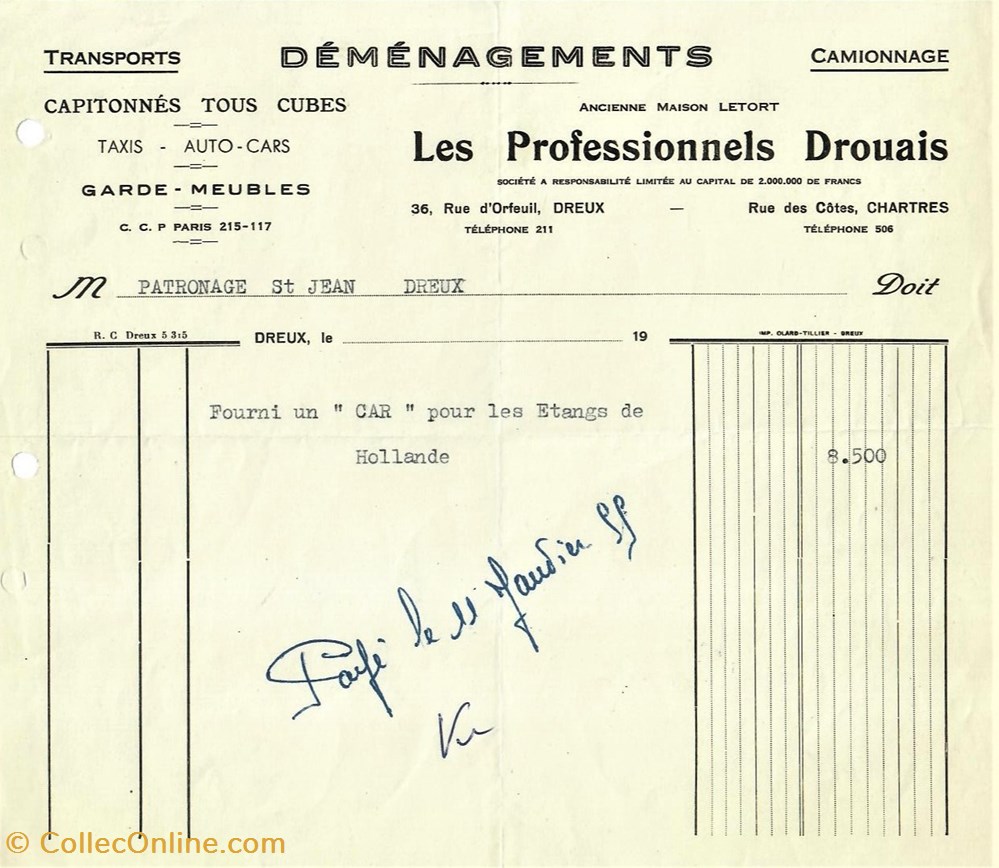 TRANSPORTS
DÉMÉNAGEMENTS
CAMIONNAGE
CAPITONNÉS TOUS CUBES
TAXIS - AUTO-CARS
GARDE-MEUBLES
C. C. P PARIS 215-117
ANCIENNE MAISON LETORT
Les Professionnels Drouais
SOCIÉTÉ A RESPONSABILITÉ LIMITÉE AU CAPITAL DE 2.000.000 DE FRANCS
36, Rue d'Orfeuil, DREUX — Rue des Côtes, CHARTRES
TÉLÉPHONE 211
TÉLÉPHONE 506
M PATRONAGE St JEAN DREUX Doit
R. C Dreux 5 315
DREUX, le 19
IMP. OLARD-TILLIER - DREUX
Fourni un " CAR " pour les Etangs de
Hollande 8.500
Payé le 11 Janvier 55
© CollecOnline.com